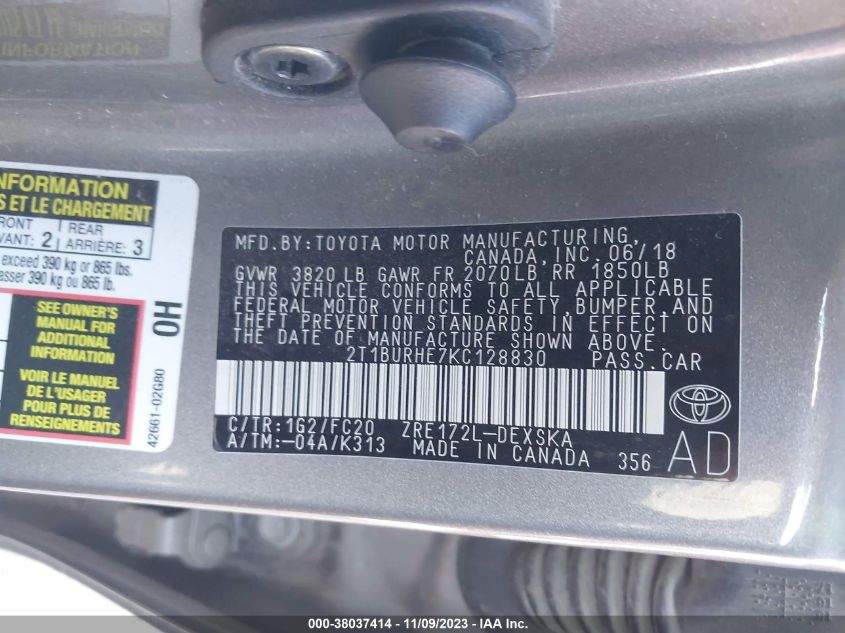 INFORMATION
NFORMATION
S ET LE CHARGEMENT
RONT 2 REAR 3
VANT: ARRIÈRE:
exceed 390 kg or 865 lbs.
asser 390 kg ou 865 lb.
SEE OWNER'S
MANUAL FOR
ADDITIONAL
INFORMATION
VOIR LE MANUEL
DE L'USAGER
POUR PLUS DE
RENSEIGNEMENTS
OH
42661-02G80
MFD.BY:TOYOTA MOTOR MANUFACTURING,
CANADA,INC. 06/18
GVWR 3820 LB GAWR FR 2070LB RR 1850LB
THIS VEHICLE CONFORMS TO ALL APPLICABLE
FEDERAL MOTOR VEHICLE SAFETY,BUMPER,AND
THEFT PREVENTION STANDARDS IN EFFECT ON
THE DATE OF MANUFACTURE SHOWN ABOVE.
2T1BURHE7KC128830 PASS.CAR
C/TR:1G2/FC20 ZRE172L-DEXSKA
A/TM:-04A/K313 MADE IN CANADA 356
AD
000-38037414 - 11/09/2023 - © Copyright 2023 - IAA, Inc.